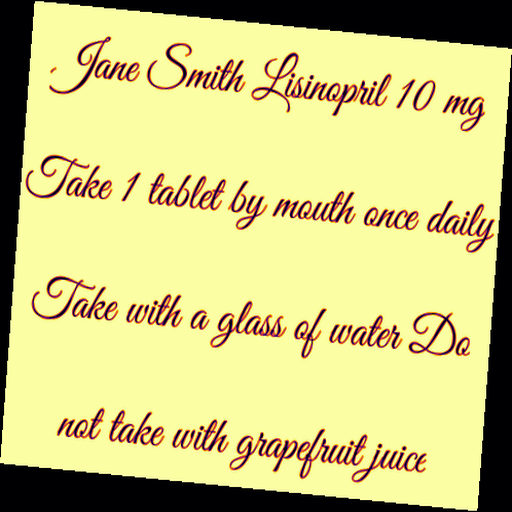 Jane Smith Lisinopril 10 mg
Take 1 tablet by mouth once daily
Take with a glass of water Do
not take with grapefruit juice